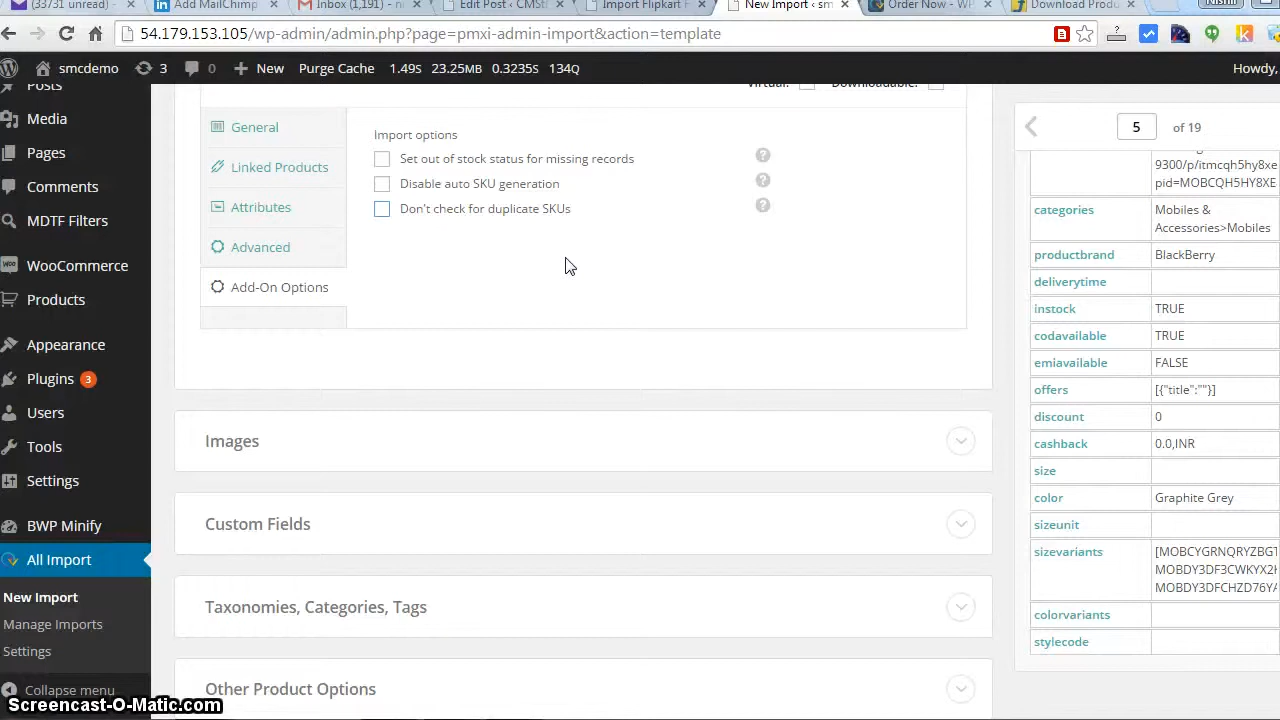 (33731 unread) -
Add MailChimp
Inbox (1,191) - ni
Edit Post ‹ CMSta
Import Flipkart P
New Import ‹ sm
Order Now - WP
Download Produ
54.179.153.105/wp-admin/admin.php?page=pmxi-admin-import&action=template
smcdemo
3
0
New
Purge Cache
1.49S
23.25MB
0.3235S
134Q
Howdy,
Posts
Media
Pages
Comments
MDTF Filters
WooCommerce
Products
Appearance
Plugins 3
Users
Tools
Settings
BWP Minify
All Import
New Import
Manage Imports
Settings
Collapse menu
Virtual:
Downloadable:
General
Linked Products
Attributes
Advanced
Add-On Options
Import options
Set out of stock status for missing records ?
Disable auto SKU generation ?
Don't check for duplicate SKUs ?
Images
Custom Fields
Taxonomies, Categories, Tags
Other Product Options
5 of 19
9300/p/itmcqh5hy8xe
pid=MOBCQH5HY8XE
categories Mobiles &
Accessories>Mobiles
productbrand BlackBerry
deliverytime
instock TRUE
codavailable TRUE
emiavailable FALSE
offers [{"title":""}]
discount 0
cashback 0.0,INR
size
color Graphite Grey
sizeunit
sizevariants [MOBCYGRNQRYZBGT
MOBDY3DF3CWKYX2H
MOBDY3DFCHZD76YA
colorvariants
stylecode
Screencast-O-Matic.com